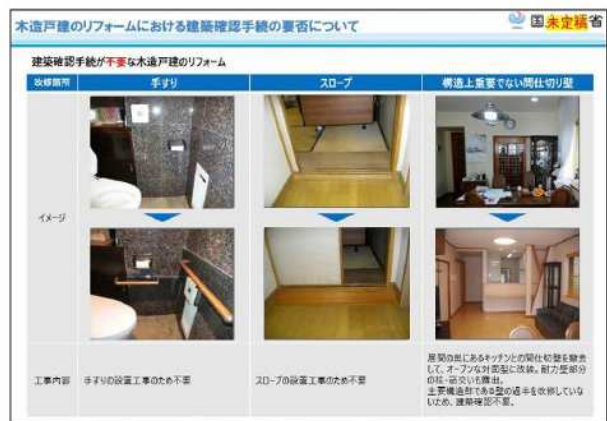 木造戸建のリフォームにおける建築確認手続の要否について
国未定稿省
建築確認手続が不要な木造戸建のリフォーム
改修箇所
手すり
スロープ
構造上重要でない間仕切り壁
イメージ
工事内容
手すりの設置工事のため不要
スロープの設置工事のため不要
居間の奥にあるキッチンとの間仕切壁を撤去
して、オープンな対面型に改装。耐力壁部分
の柱・筋交いも露出。
主要構造部である壁の過半を改修していな
いため、建築確認不要。